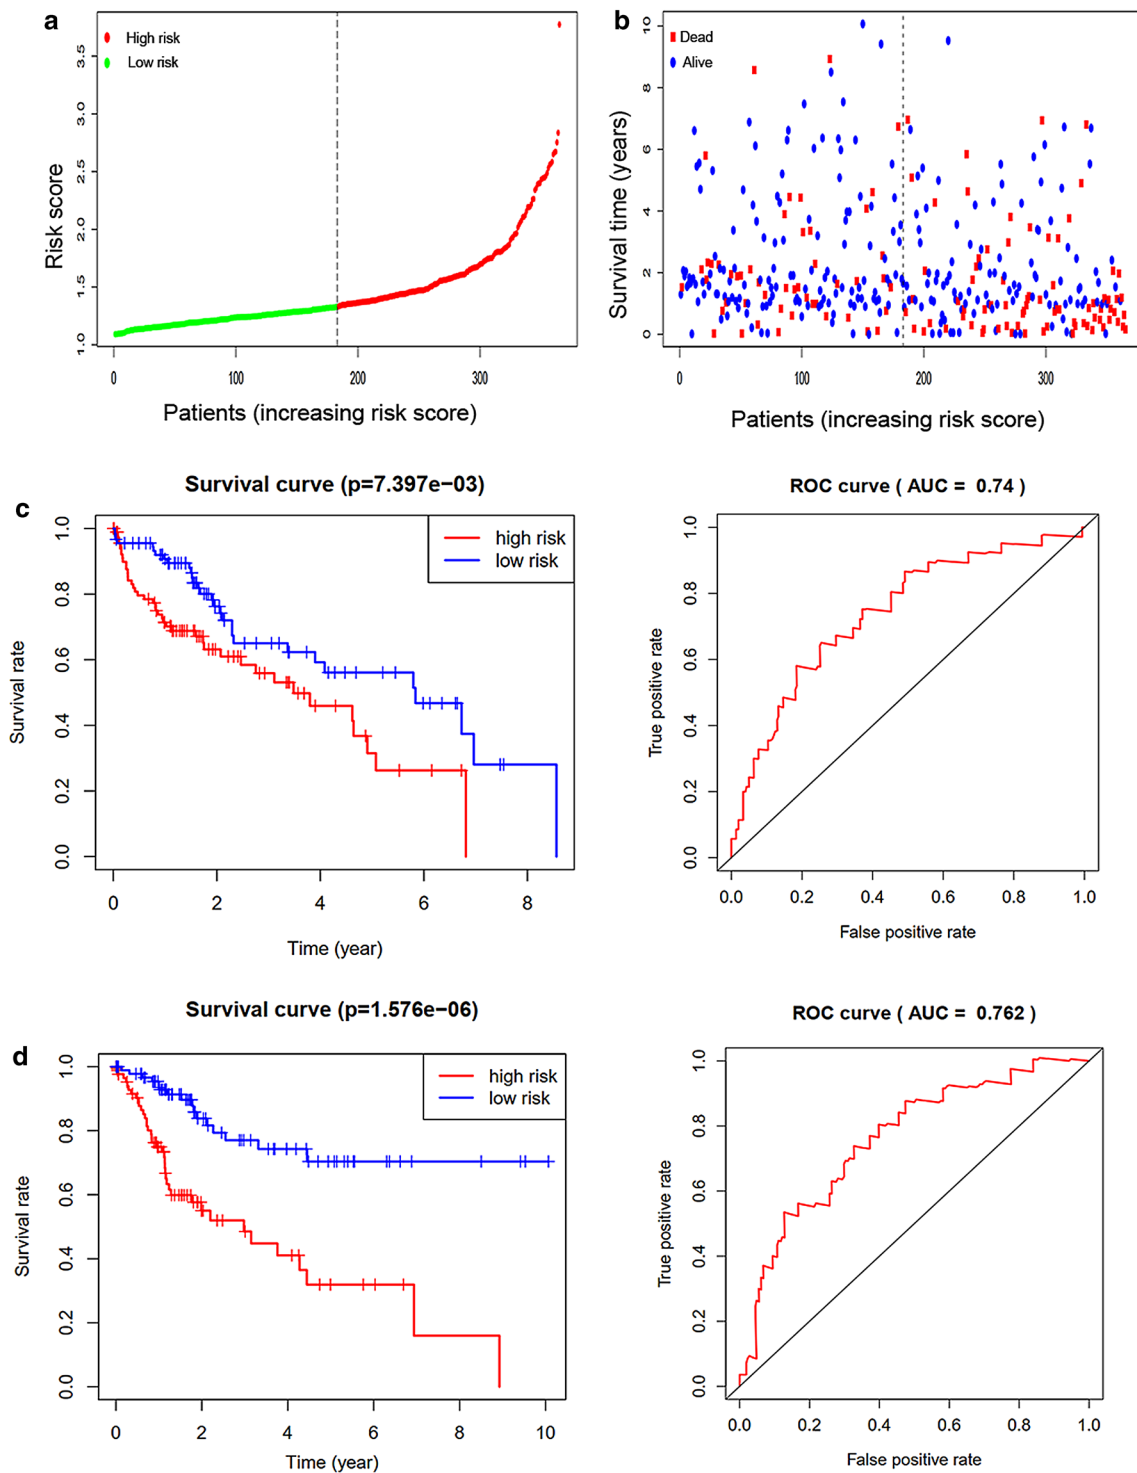 a
High risk
Low risk
Risk score
1.0
1.5
2.0
2.5
3.0
3.5
0
100
200
300
Patients (increasing risk score)
b
Dead
Alive
Survival time (years)
0
2
4
6
8
10
0
100
200
300
Patients (increasing risk score)
c
Survival curve (p=7.397e−03)
high risk
low risk
Survival rate
0.0
0.2
0.4
0.6
0.8
1.0
0
2
4
6
8
Time (year)
ROC curve ( AUC = 0.74 )
True positive rate
0.0
0.2
0.4
0.6
0.8
1.0
0.0
0.2
0.4
0.6
0.8
1.0
False positive rate
d
Survival curve (p=1.576e−06)
high risk
low risk
Survival rate
0.0
0.2
0.4
0.6
0.8
1.0
0
2
4
6
8
10
Time (year)
ROC curve ( AUC = 0.762 )
True positive rate
0.0
0.2
0.4
0.6
0.8
1.0
0.0
0.2
0.4
0.6
0.8
1.0
False positive rate